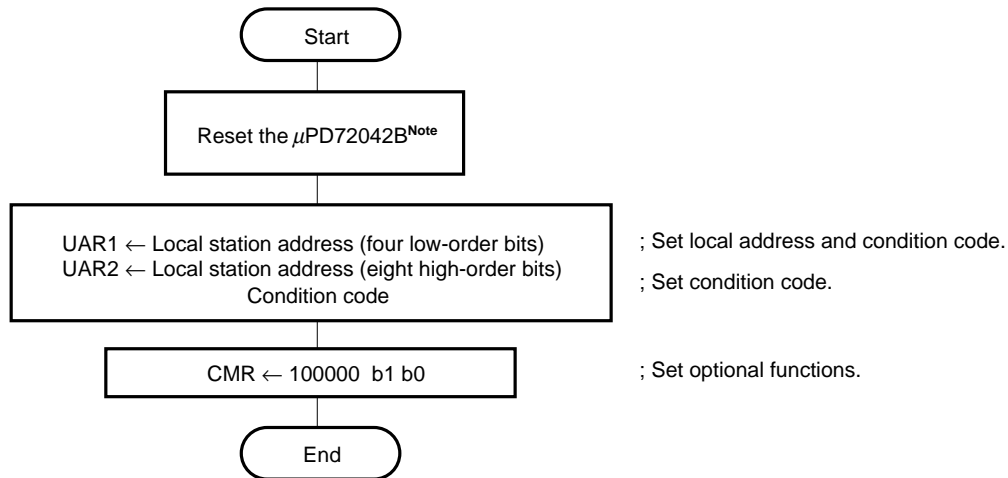 Start
Reset the μPD72042BNote
UAR1 ← Local station address (four low-order bits)
; Set local address and condition code.
UAR2 ← Local station address (eight high-order bits)
; Set condition code.
Condition code
CMR ← 100000 b1 b0
; Set optional functions.
End